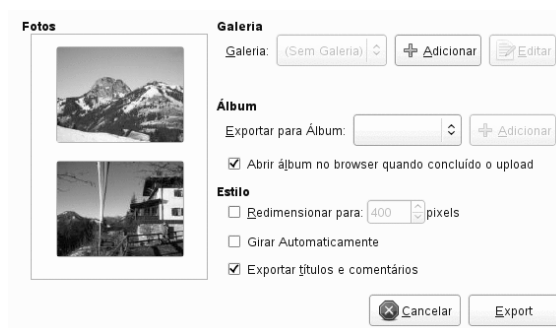 Fotos
Galeria
Galeria: (Sem Galeria) Adicionar Editar
Álbum
Exportar para Álbum: Adicionar
Abrir álbum no browser quando concluído o upload
Estilo
Redimensionar para: 400 pixels
Girar Automaticamente
Exportar títulos e comentários
Cancelar Export